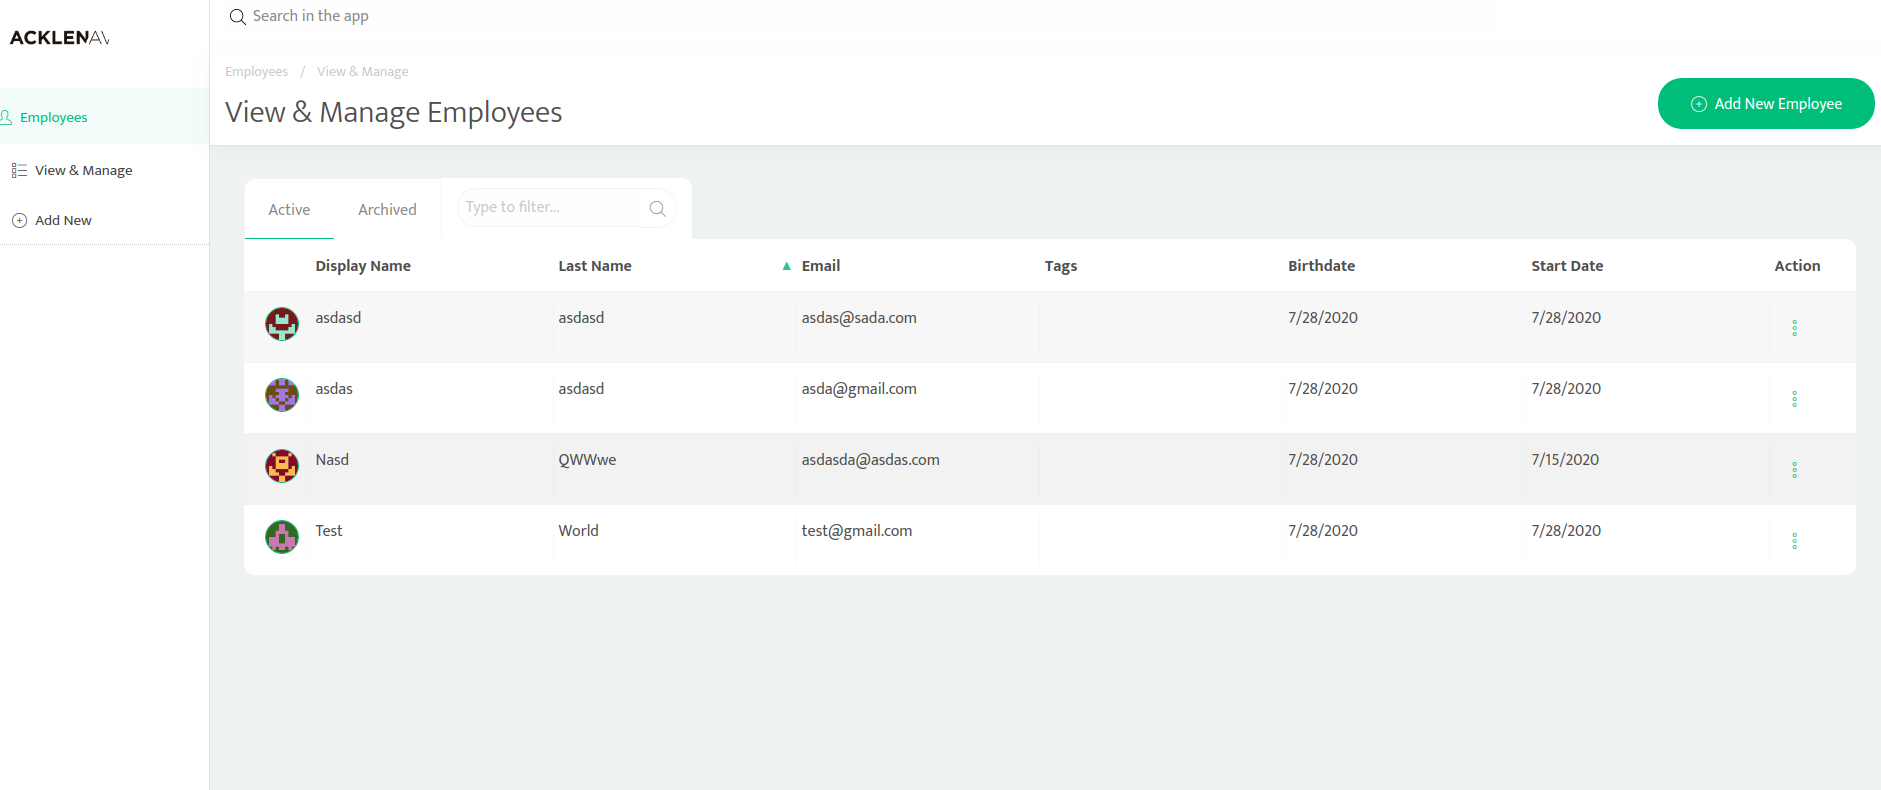 Search in the app
ACKLENAV
Employees / View & Manage
View & Manage Employees
Add New Employee
Employees
View & Manage
Add New
Active Archived Type to filter...
Display Name Last Name ▲ Email Tags Birthdate Start Date Action
asdasd asdasd asdas@sada.com 7/28/2020 7/28/2020
asdas asdasd asda@gmail.com 7/28/2020 7/28/2020
Nasd QWWwe asdasda@asdas.com 7/28/2020 7/15/2020
Test World test@gmail.com 7/28/2020 7/28/2020